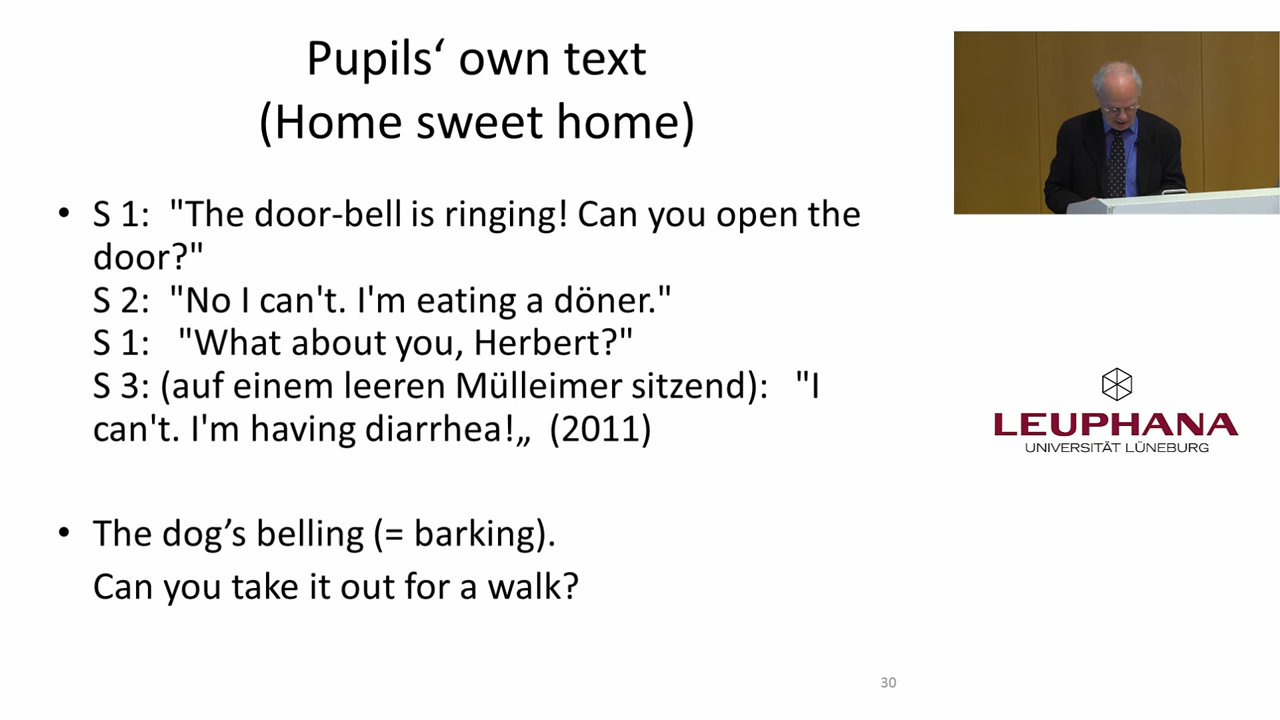 Pupils‘ own text
(Home sweet home)
• S 1:  "The door-bell is ringing! Can you open the
door?"
S 2:  "No I can't. I'm eating a döner."
S 1:   "What about you, Herbert?"
S 3: (auf einem leeren Mülleimer sitzend):   "I
can't. I'm having diarrhea!„  (2011)
• The dog’s belling (= barking).
Can you take it out for a walk?
30
LEUPHANA
UNIVERSITÄT LÜNEBURG